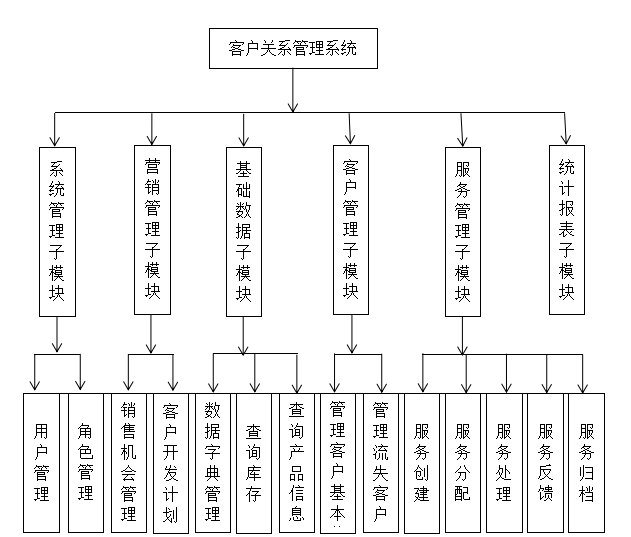 客户关系管理系统
系统管理子模块
营销管理子模块
基础数据子模块
客户管理子模块
服务管理子模块
统计报表子模块
用户管理
角色管理
销售机会管理
客户开发计划
数据字典管理
查询库存
查询产品信息
管理客户基本
管理流失客户
服务创建
服务分配
服务处理
服务反馈
服务归档